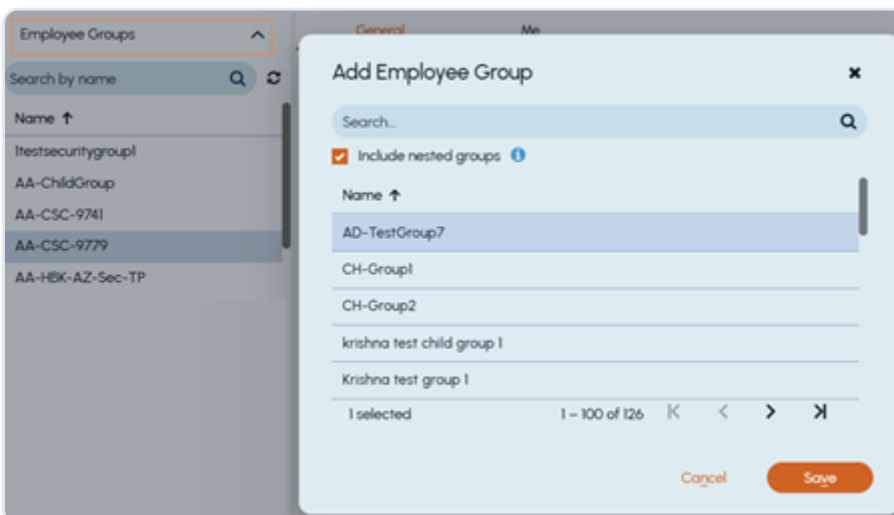 Employee Groups
Search by name
Name ↑
1testsecuritygroup1
AA-ChildGroup
AA-CSC-9741
AA-CSC-9779
AA-HBK-AZ-Sec-TP
General
Me
Add Employee Group
Search...
Include nested groups
Name ↑
AD-TestGroup7
CH-Group1
CH-Group2
krishna test child group 1
Krishna test group 1
1 selected
1 – 100 of 126
Cancel
Save